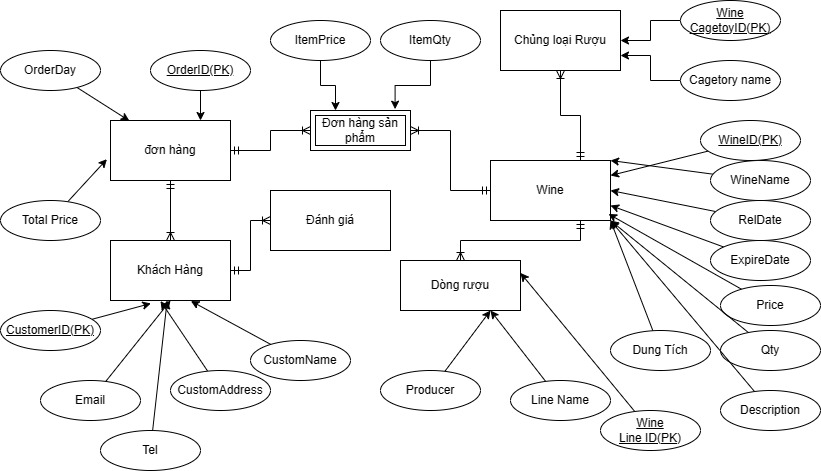 Wine
CagetoyID(PK)
Chủng loại Rượu
ItemPrice
ItemQty
OrderDay
OrderID(PK)
Cagetory name
Đơn hàng sản
phẩm
đơn hàng
WineID(PK)
WineName
Wine
Total Price
Đánh giá
RelDate
ExpireDate
Khách Hàng
Dòng rượu
Price
CustomerID(PK)
Dung Tích
Qty
CustomName
CustomAddress
Email
Producer
Line Name
Description
Wine
Line ID(PK)
Tel